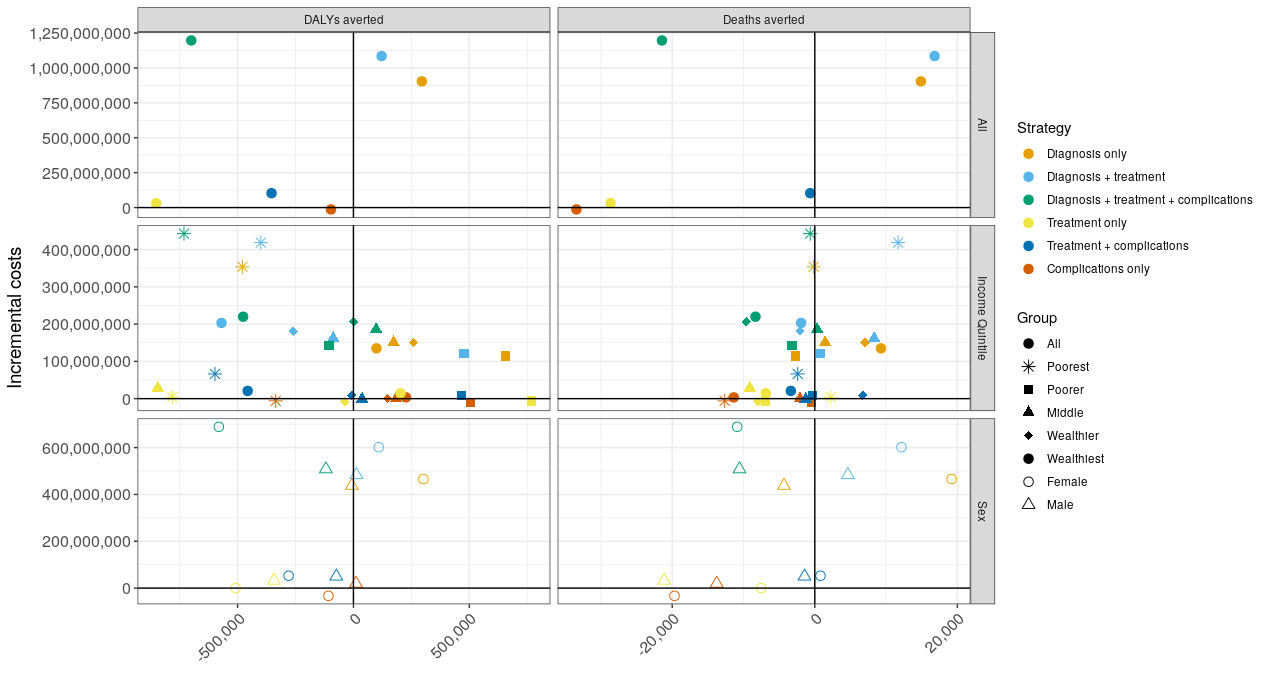 DALYs averted
Deaths averted
Incremental costs
1,250,000,000
1,000,000,000
750,000,000
500,000,000
250,000,000
0
All
400,000,000
300,000,000
200,000,000
100,000,000
0
Income Quintile
600,000,000
400,000,000
200,000,000
0
Sex
-500,000
0
500,000
-20,000
0
20,000
Strategy
Diagnosis only
Diagnosis + treatment
Diagnosis + treatment + complications
Treatment only
Treatment + complications
Complications only
Group
All
Poorest
Poorer
Middle
Wealthier
Wealthiest
Female
Male